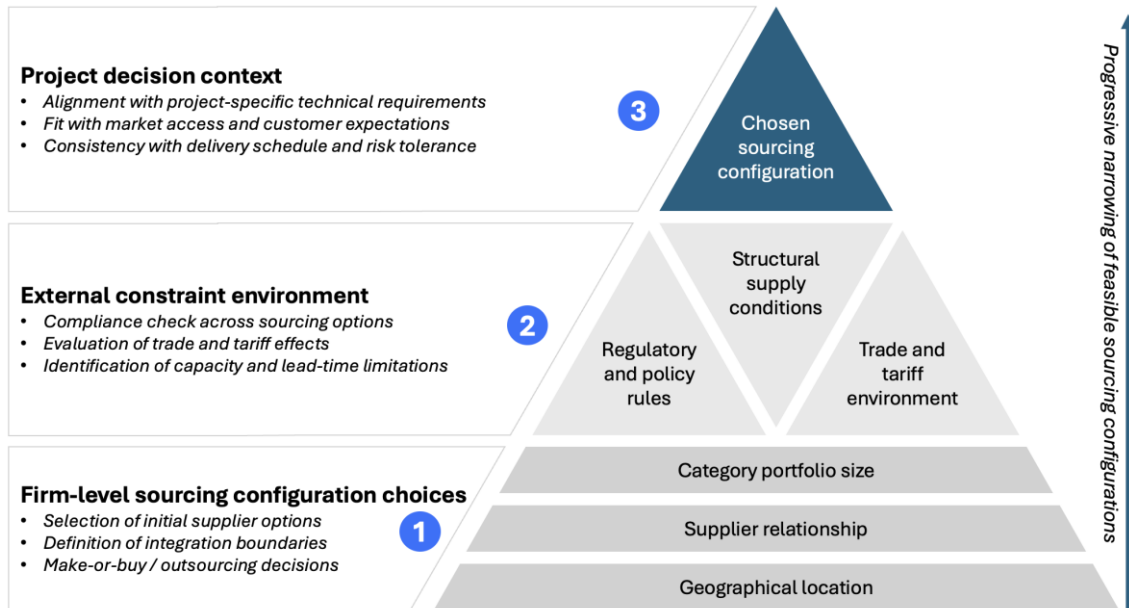 Project decision context
• Alignment with project-specific technical requirements
• Fit with market access and customer expectations
• Consistency with delivery schedule and risk tolerance
3
Chosen
sourcing
configuration
External constraint environment
• Compliance check across sourcing options
• Evaluation of trade and tariff effects
• Identification of capacity and lead-time limitations
2
Regulatory
and policy
rules
Structural
supply
conditions
Trade and
tariff
environment
Firm-level sourcing configuration choices
• Selection of initial supplier options
• Definition of integration boundaries
• Make-or-buy / outsourcing decisions
1
Category portfolio size
Supplier relationship
Geographical location
Progressive narrowing of feasible sourcing configurations